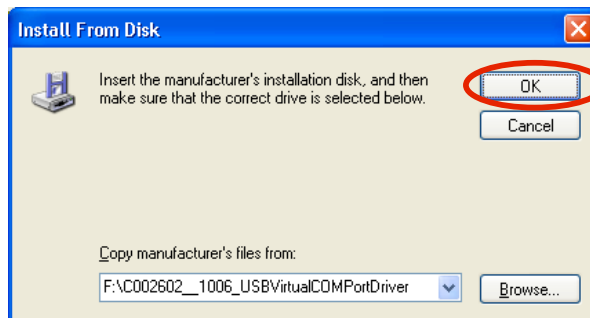 Install From Disk
Insert the manufacturer's installation disk, and then
make sure that the correct drive is selected below.
OK
Cancel
Copy manufacturer's files from:
F:\C002602__1006_USBVirtualCOMPortDriver
Browse...